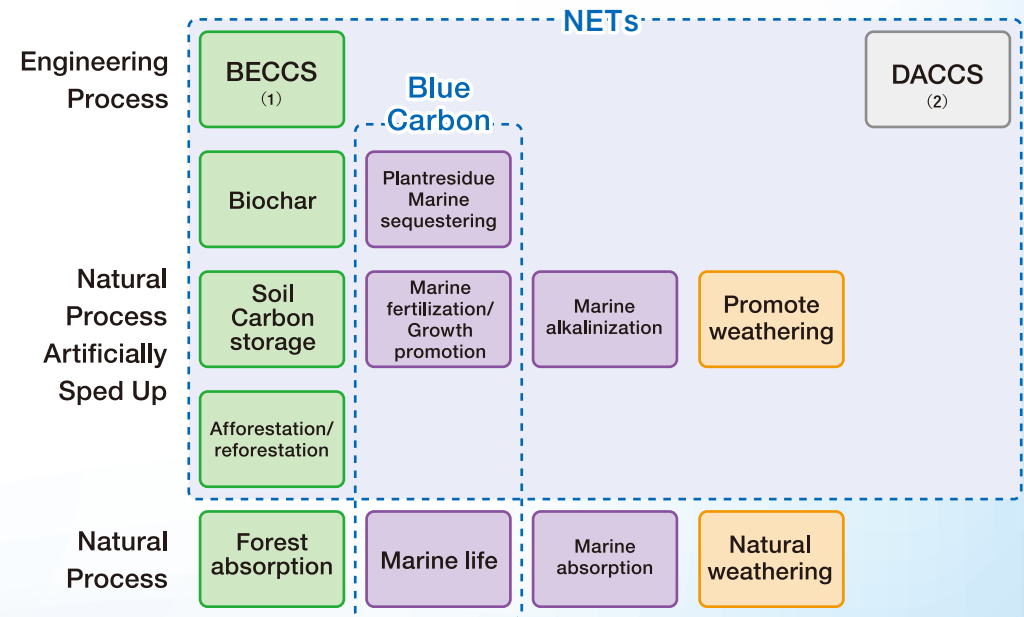 NETs
Engineering
Process
BECCS
(1)
DACCS
(2)
Blue
Carbon
Biochar
Plantresidue
Marine
sequestering
Natural
Process
Artificially
Sped Up
Soil
Carbon
storage
Marine
fertilization/
Growth
promotion
Marine
alkalinization
Promote
weathering
Afforestation/
reforestation
Natural
Process
Forest
absorption
Marine life
Marine
absorption
Natural
weathering